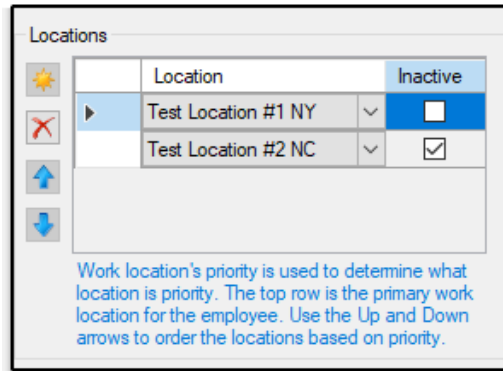 Locations
Location Inactive
Test Location #1 NY
Test Location #2 NC
Work location's priority is used to determine what
location is priority. The top row is the primary work
location for the employee. Use the Up and Down
arrows to order the locations based on priority.